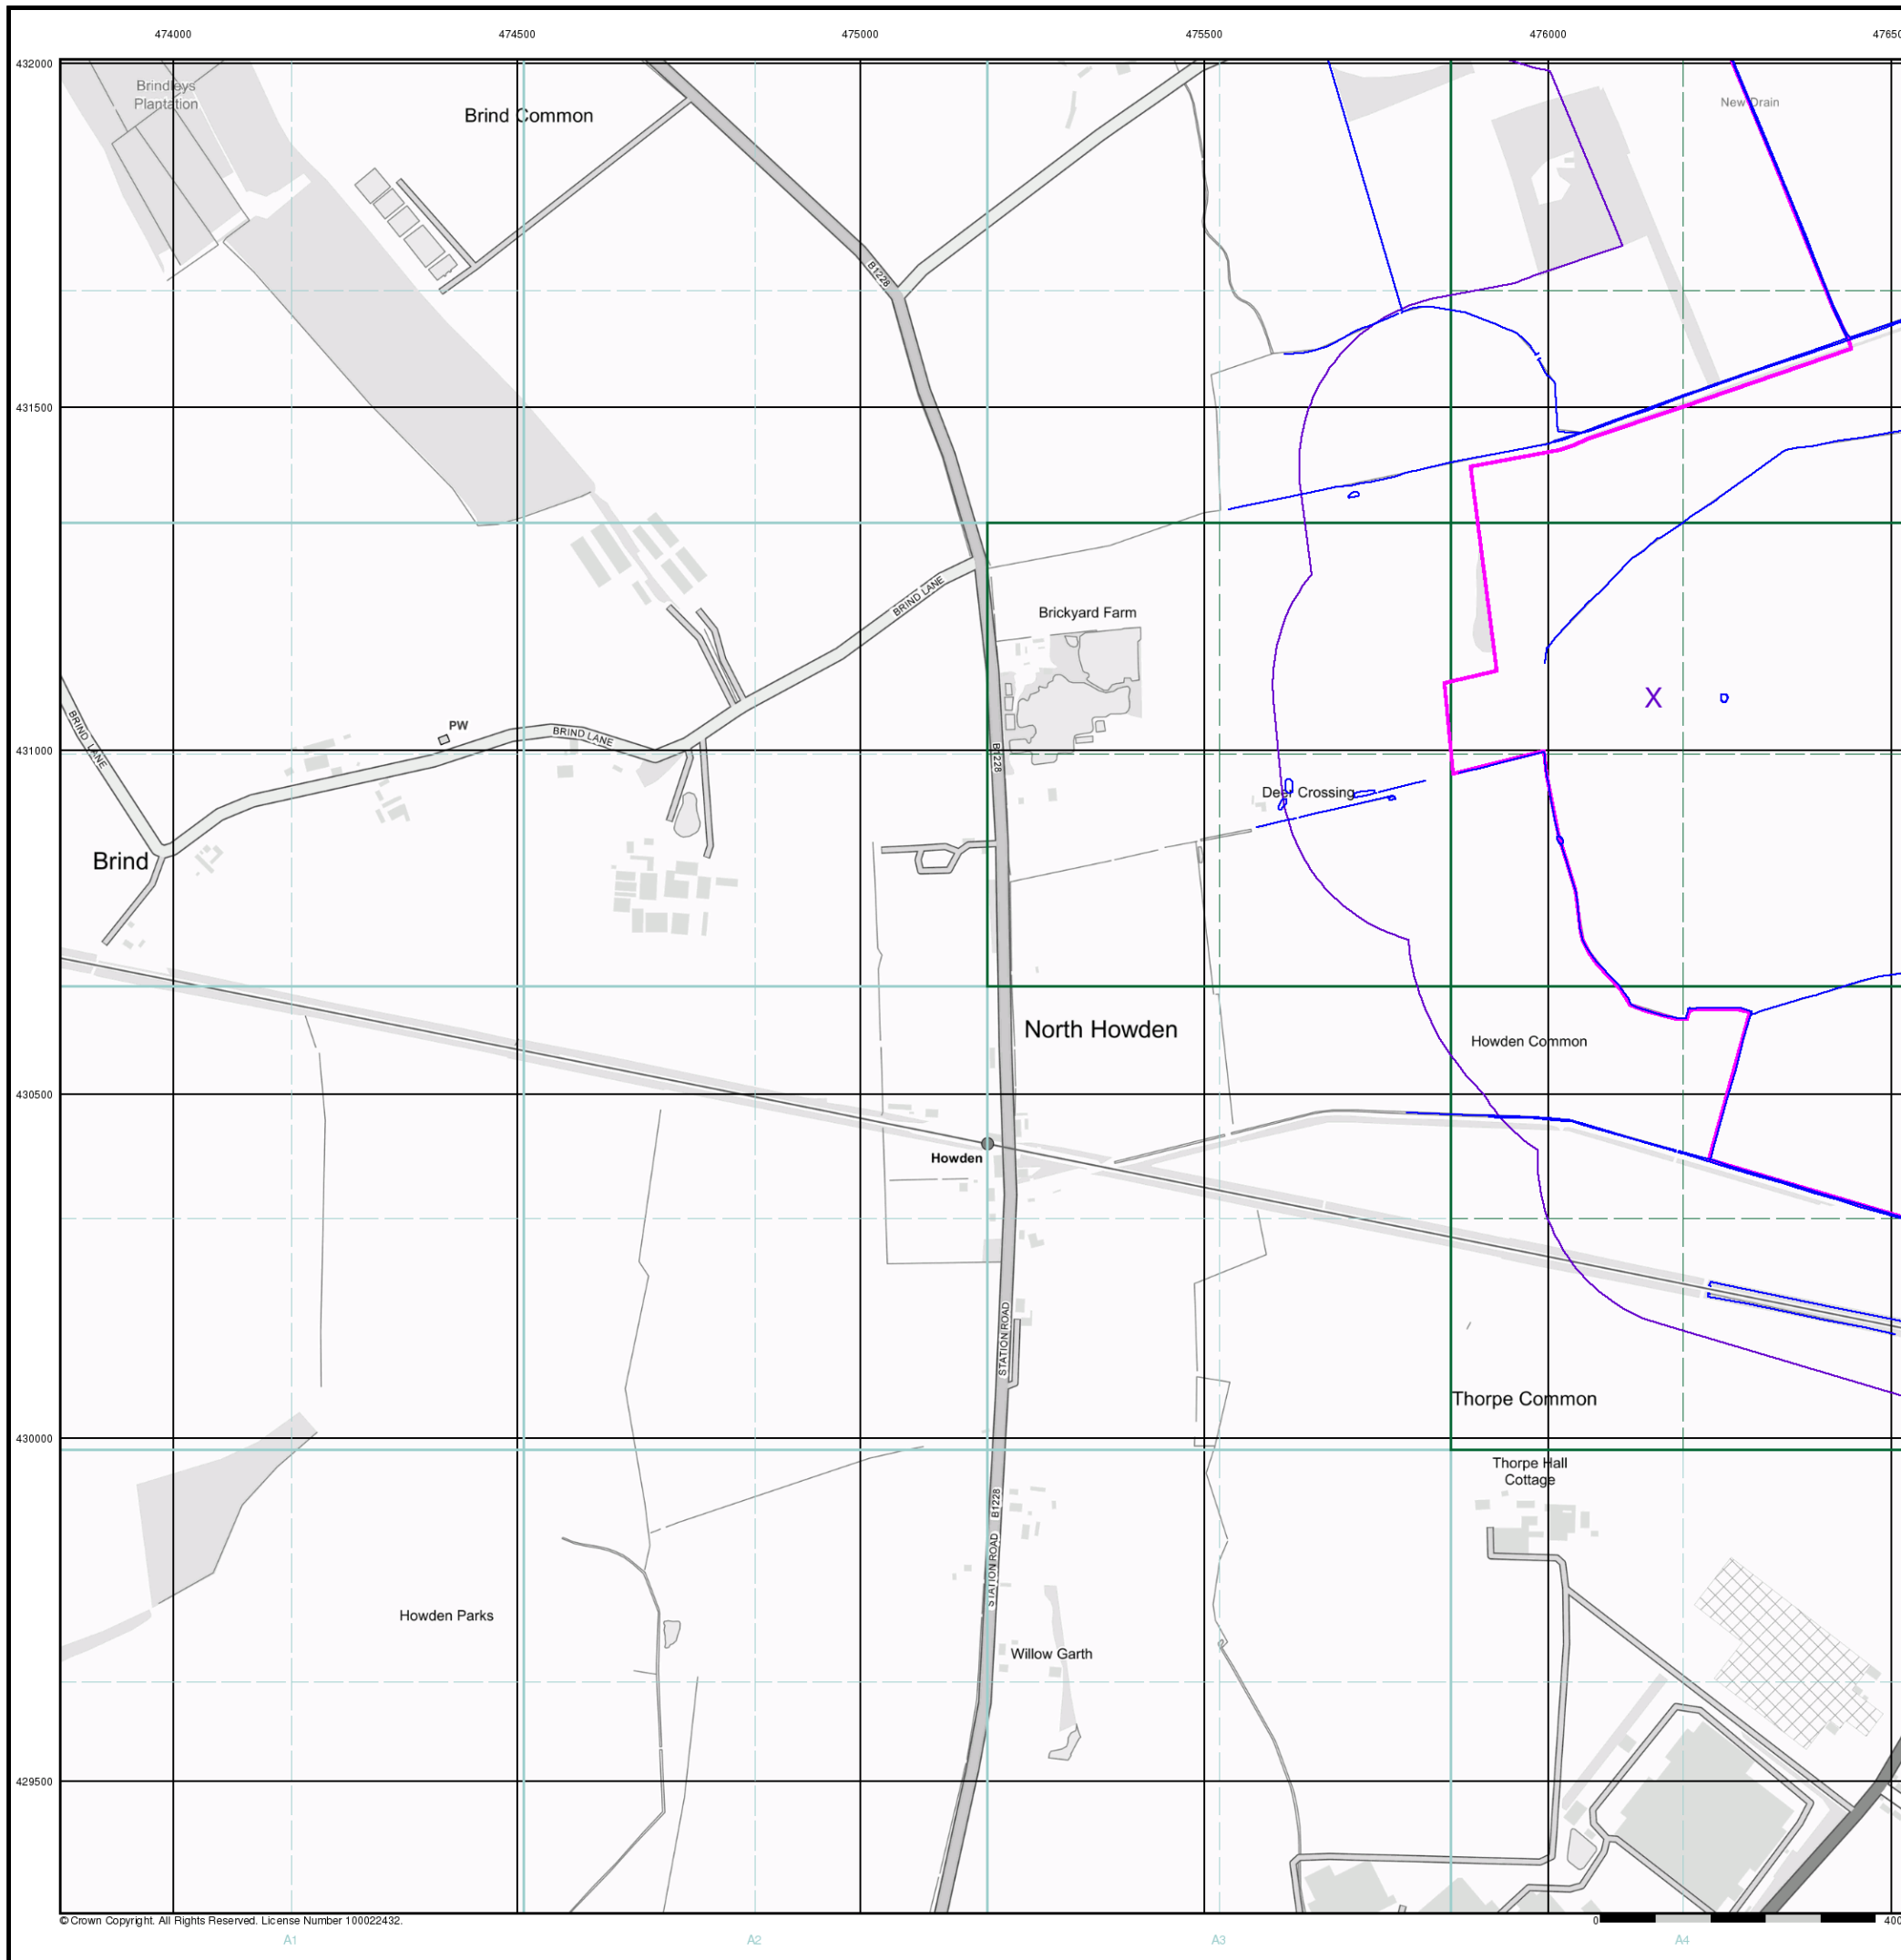 474000 474500 475000 475500 476000 4765
432000
Brindleys
Plantation
New Drain
Brind Common
B1228
431500
BRIND LANE
Brickyard Farm
PW
BRIND LANE
BRIND LANE
431000
B1228
X
Deer Crossing
Brind
North Howden
Howden Common
430500
Howden
STATION ROAD
Thorpe Common
430000
Thorpe Hall
Cottage
B1228
STATION ROAD
Howden Parks
Willow Garth
429500
© Crown Copyright. All Rights Reserved. License Number 100022432.
0 400
A1 A2 A3 A4